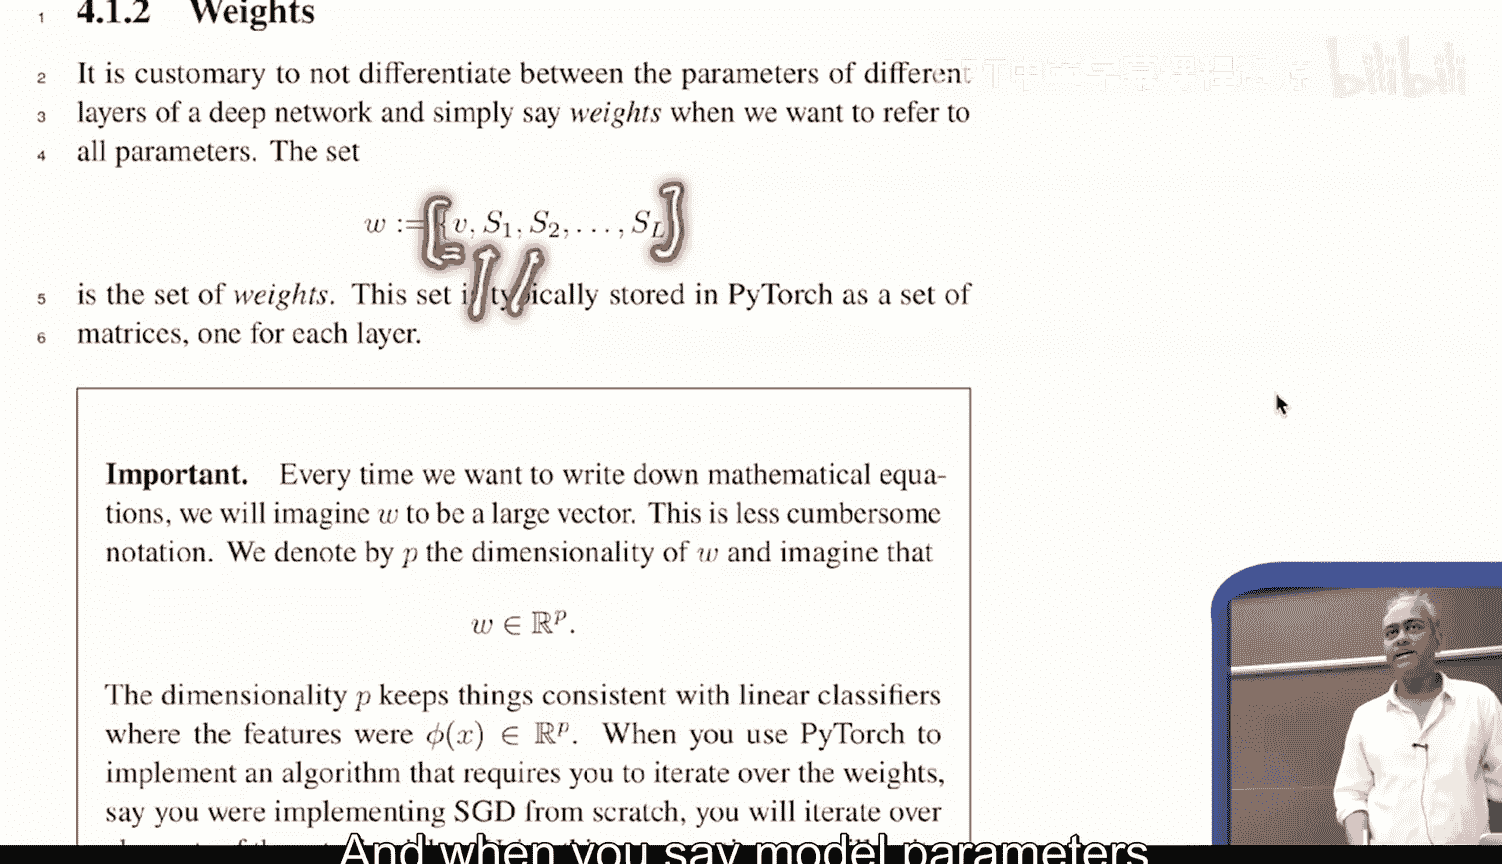 1 4.1.2 Weights
2 It is customary to not differentiate between the parameters of different
3 layers of a deep network and simply say weights when we want to refer to
4 all parameters. The set
w := {v, S₁, S₂, . . . , S_L}
5 is the set of weights. This set is typically stored in PyTorch as a set of
6 matrices, one for each layer.
Important. Every time we want to write down mathematical equa-
tions, we will imagine w to be a large vector. This is less cumbersome
notation. We denote by p the dimensionality of w and imagine that
w ∈ ℝᵖ.
The dimensionality p keeps things consistent with linear classifiers
where the features were φ(x) ∈ ℝᵖ. When you use PyTorch to
implement an algorithm that requires you to iterate over the weights,
say you were implementing SGD from scratch, you will iterate over
And when you say model parameters
bilibili